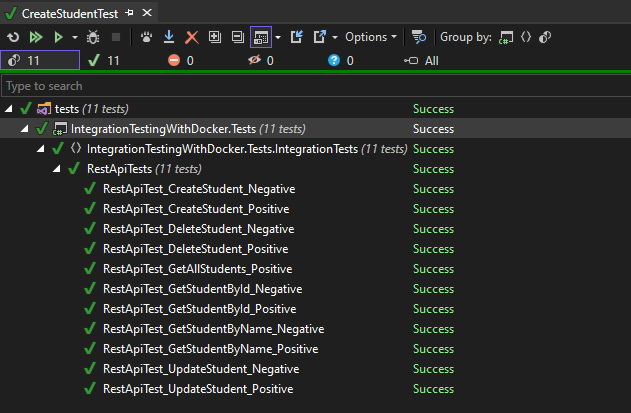 CreateStudentTest
Options Group by:
11 11 0 0 0 All
Type to search
tests (11 tests) Success
IntegrationTestingWithDocker.Tests (11 tests) Success
IntegrationTestingWithDocker.Tests.IntegrationTests (11 tests) Success
RestApiTests (11 tests) Success
RestApiTest_CreateStudent_Negative Success
RestApiTest_CreateStudent_Positive Success
RestApiTest_DeleteStudent_Negative Success
RestApiTest_DeleteStudent_Positive Success
RestApiTest_GetAllStudents_Positive Success
RestApiTest_GetStudentById_Negative Success
RestApiTest_GetStudentById_Positive Success
RestApiTest_GetStudentByName_Negative Success
RestApiTest_GetStudentByName_Positive Success
RestApiTest_UpdateStudent_Negative Success
RestApiTest_UpdateStudent_Positive Success